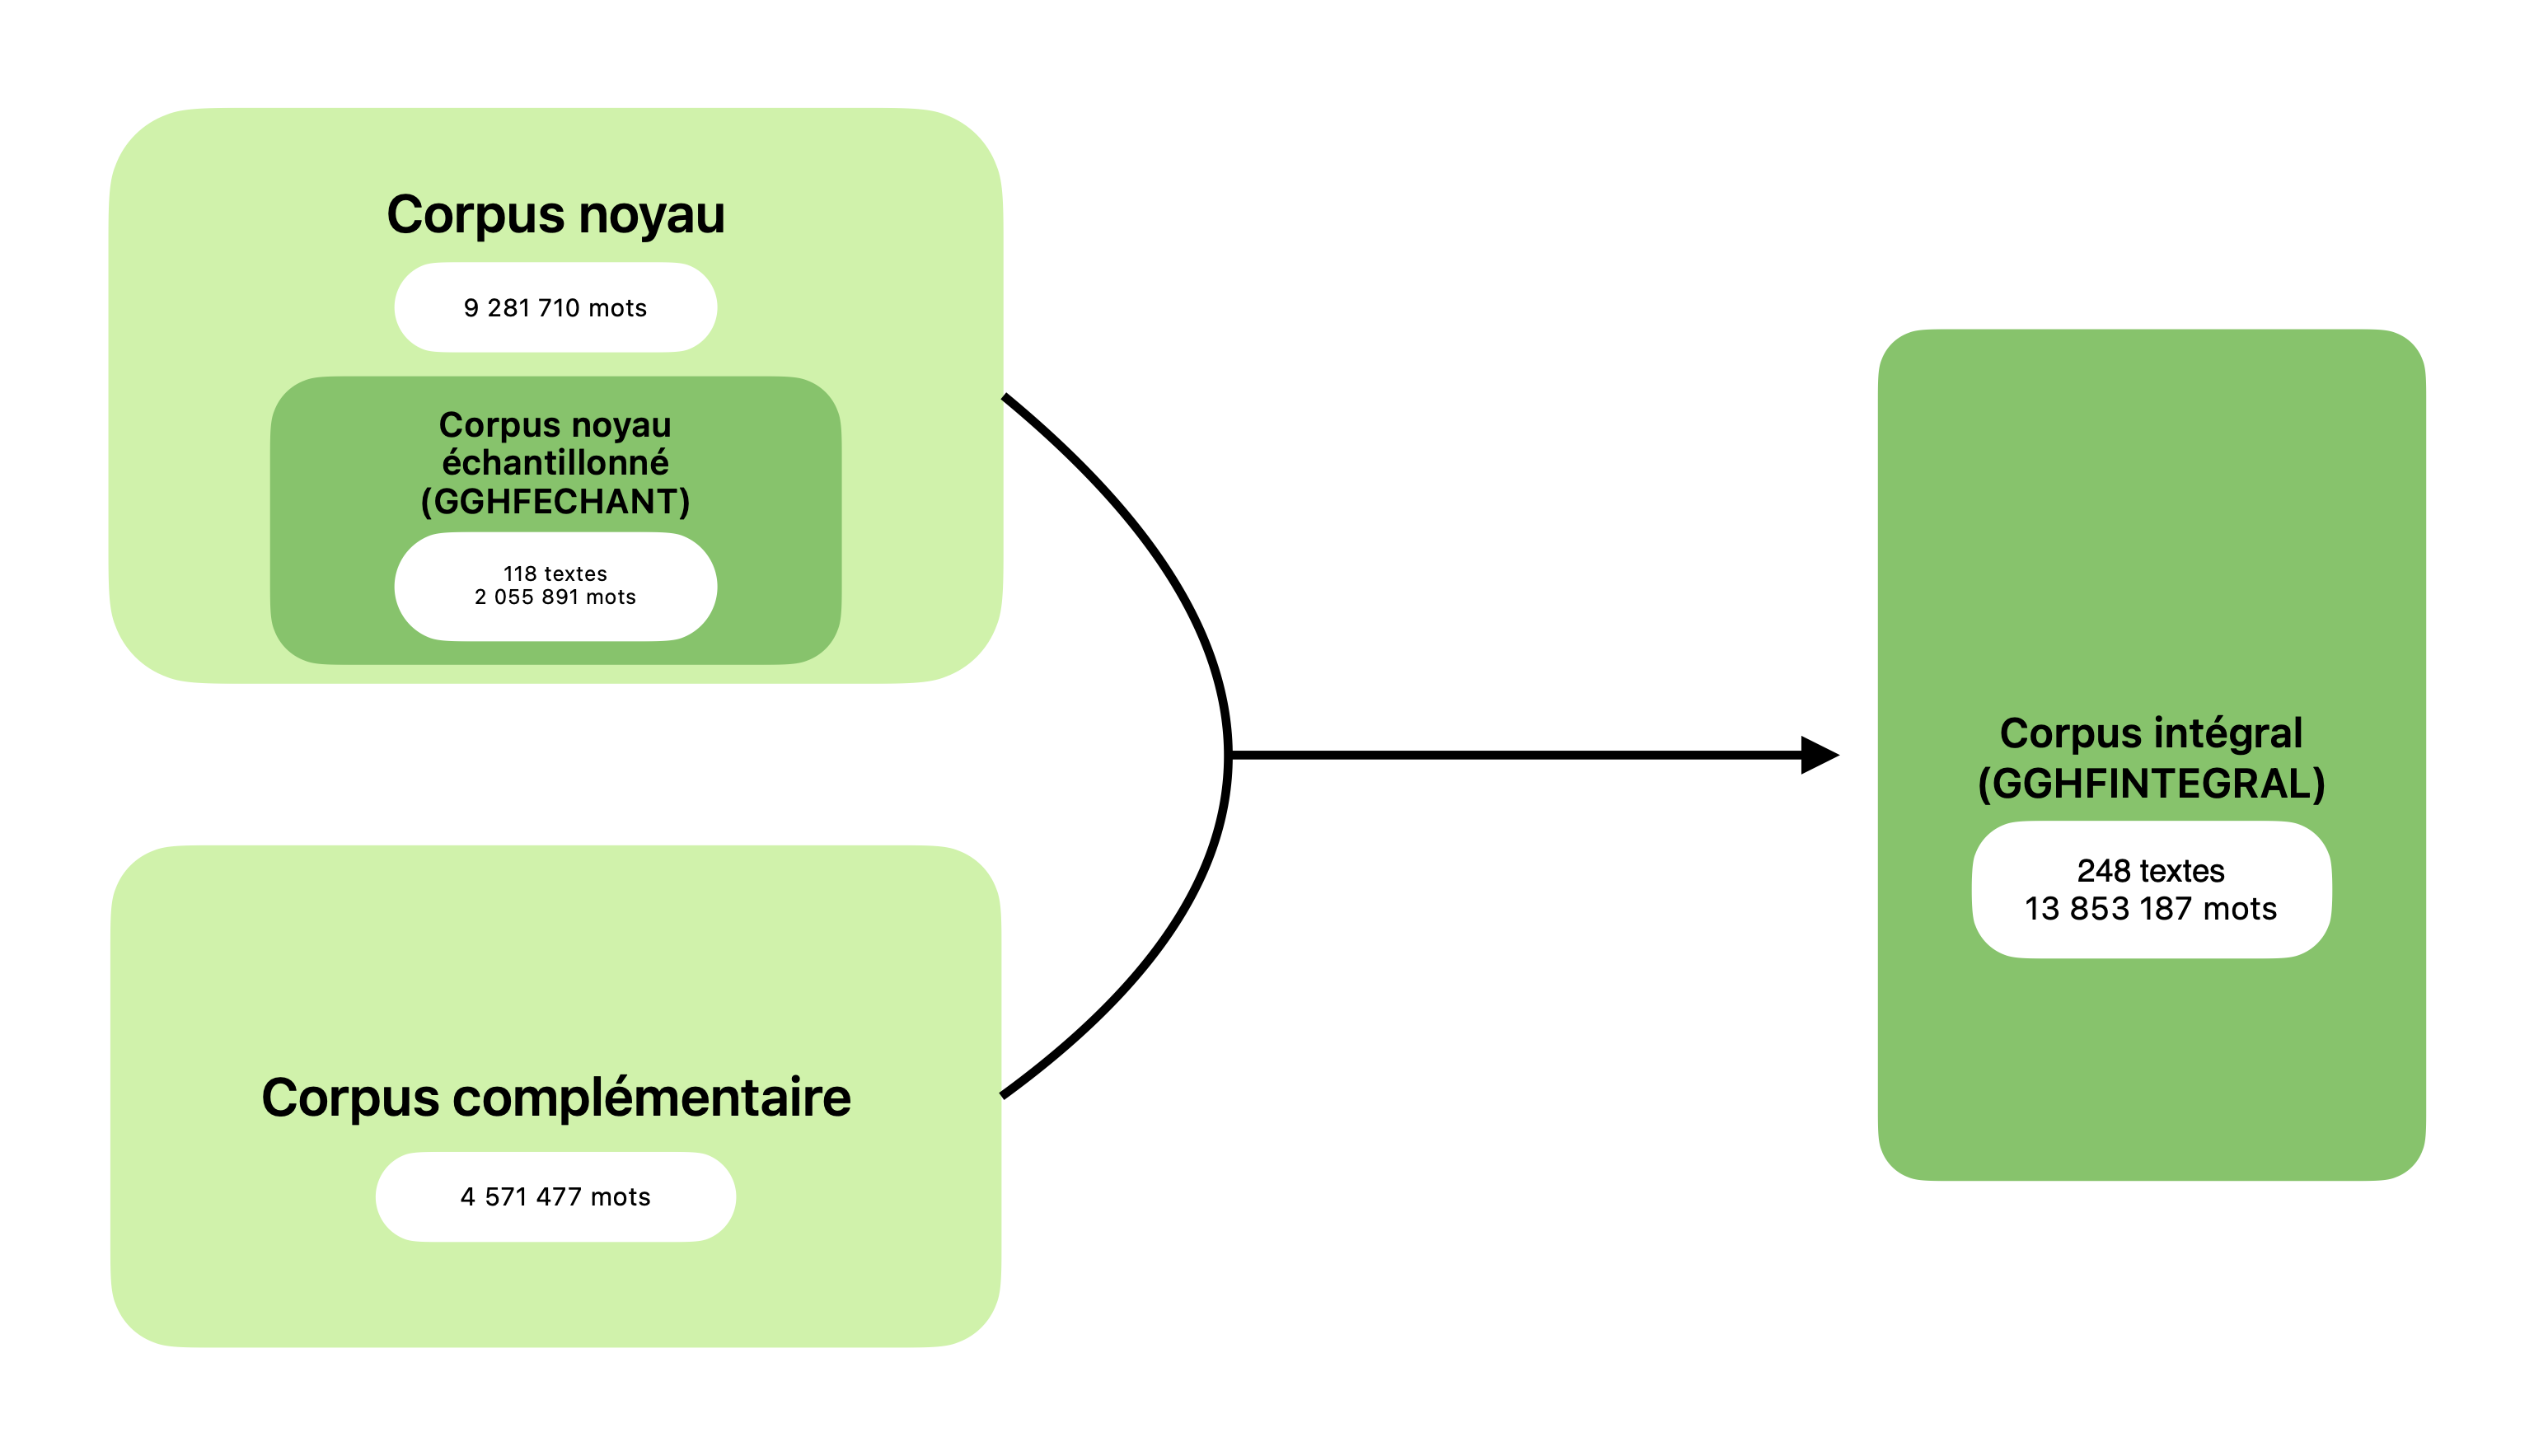 Corpus noyau
9 281 710 mots
Corpus noyau
échantillonné
(GGHFECHANT)
118 textes
2 055 891 mots
Corpus complémentaire
4 571 477 mots
Corpus intégral
(GGHFINTEGRAL)
248 textes
13 853 187 mots